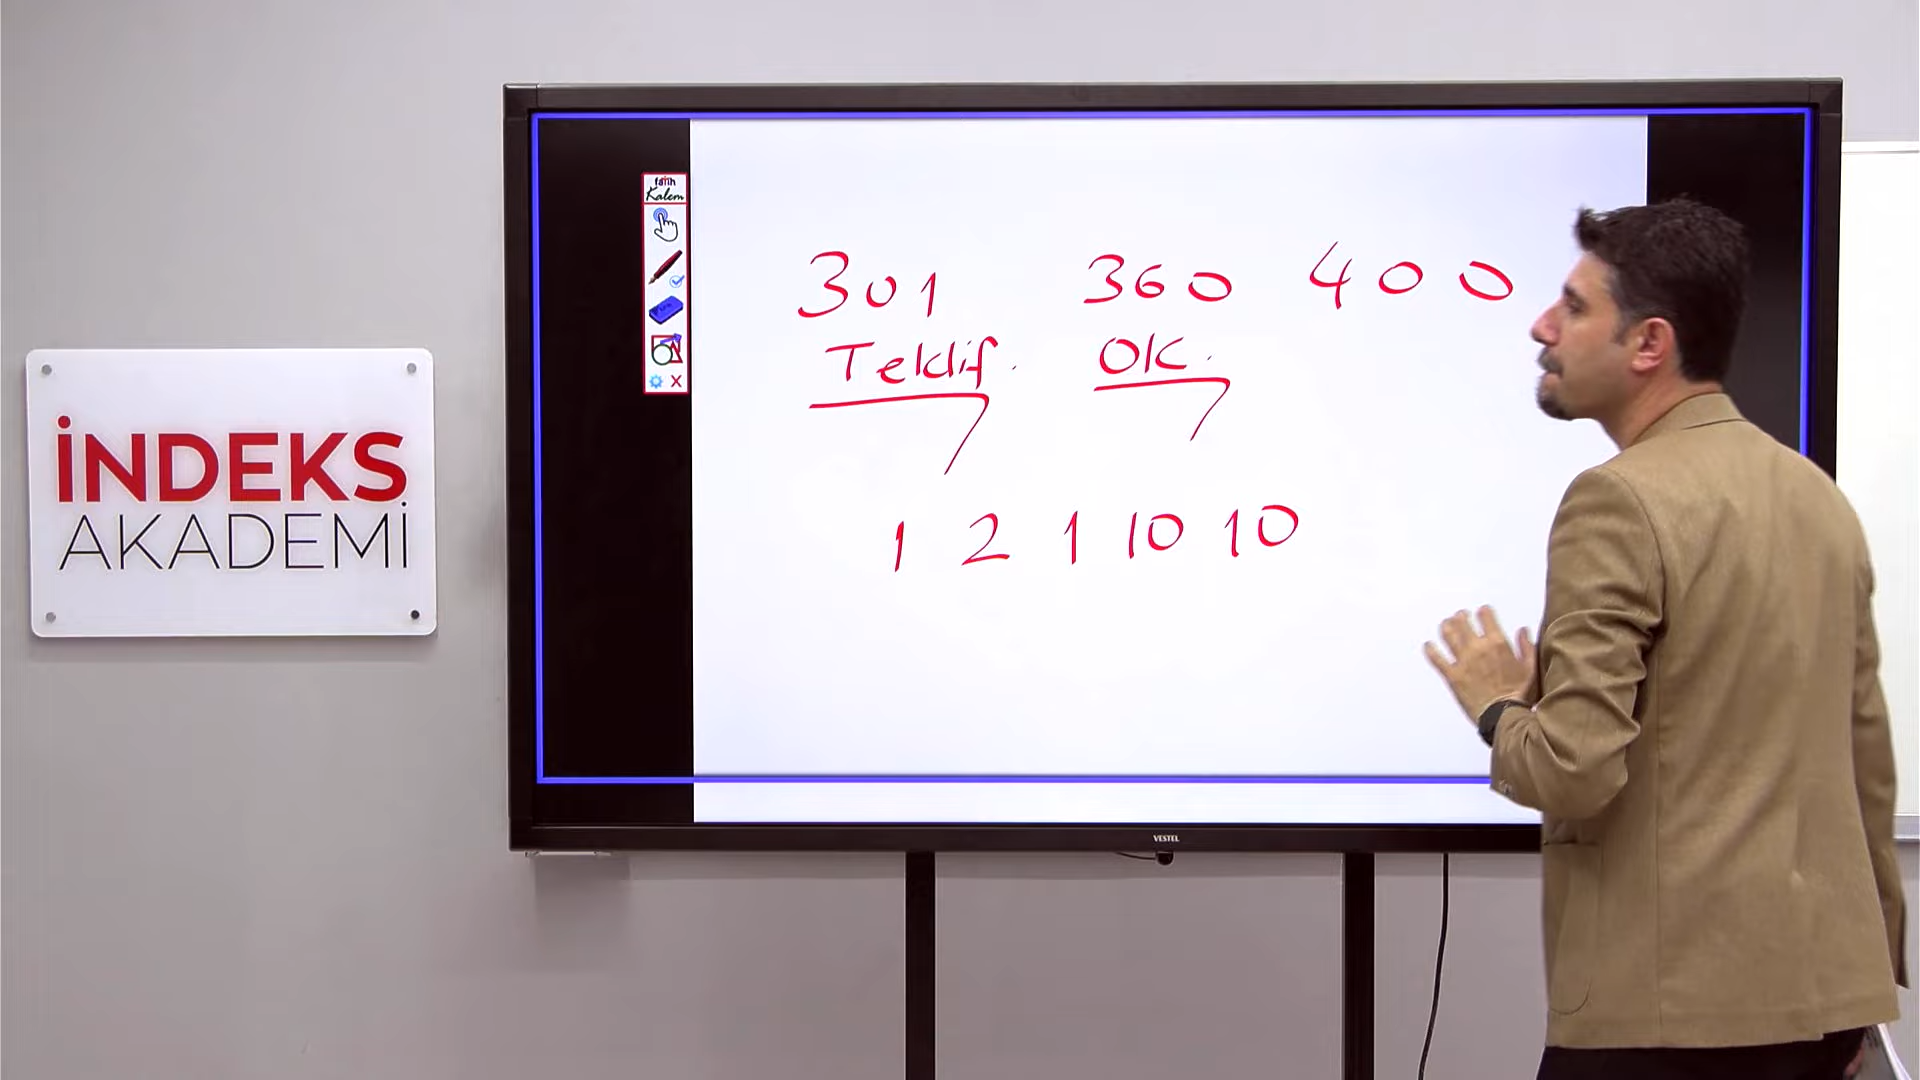 İNDEKS
AKADEMİ
fatih
Kalem
301 360 400
Teklif. OK.
1 2 1 10 10
VESTEL